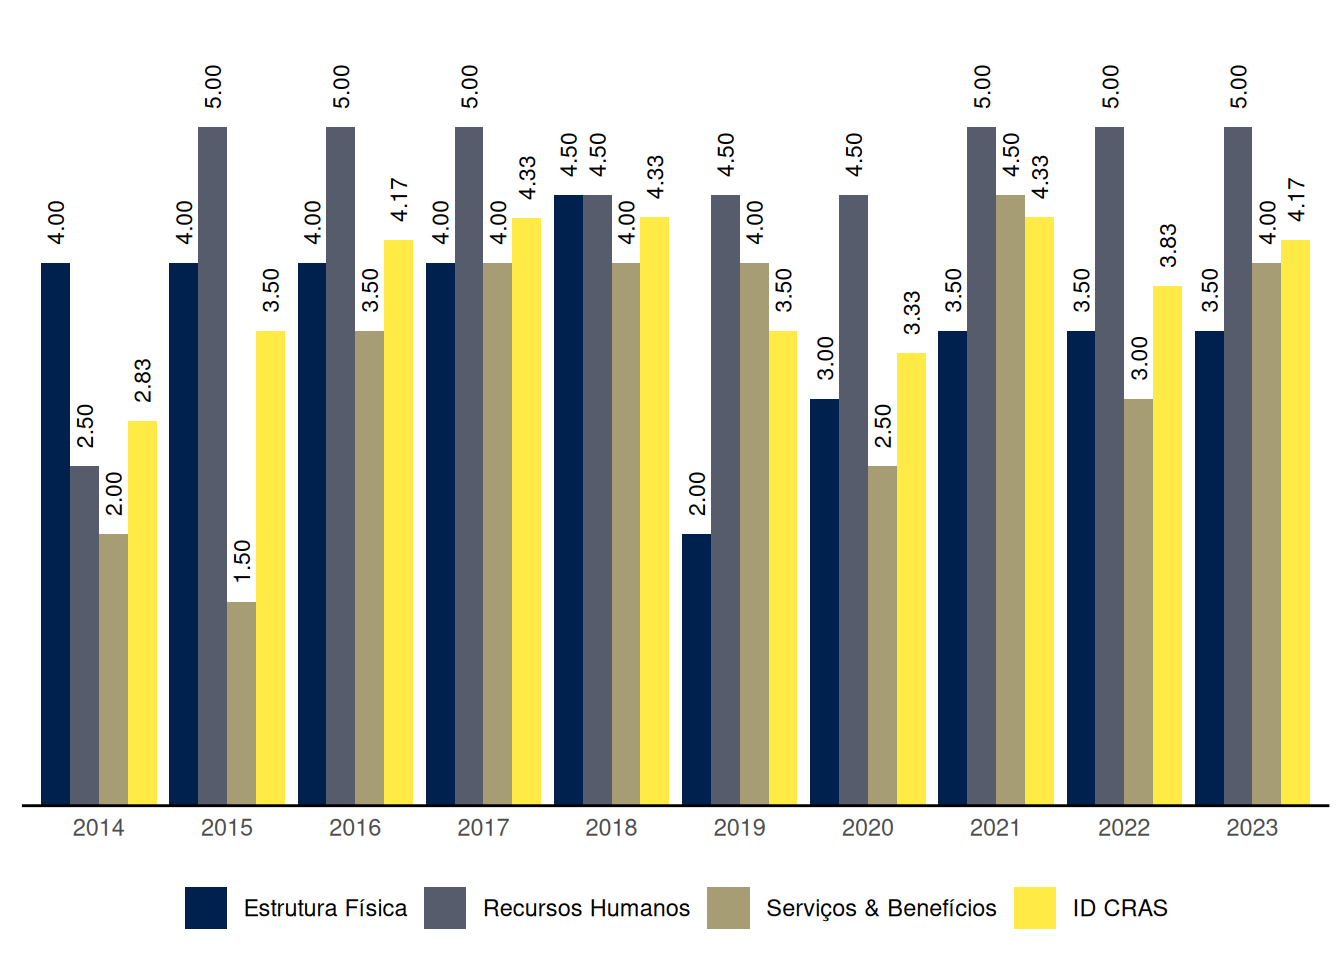 4.00 2.50 2.00 2.83
4.00 5.00 1.50 3.50
4.00 5.00 3.50 4.17
4.00 5.00 4.00 4.33
4.50 4.50 4.00 4.33
2.00 4.50 4.00 3.50
3.00 4.50 2.50 3.33
3.50 5.00 4.50 4.33
3.50 5.00 3.00 3.83
3.50 5.00 4.00 4.17
2014 2015 2016 2017 2018 2019 2020 2021 2022 2023
Estrutura Física Recursos Humanos Serviços & Benefícios ID CRAS